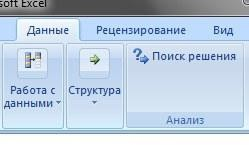 soft Excel
Данные Рецензирование Вид
Работа с данными
Структура
Поиск решения
Анализ